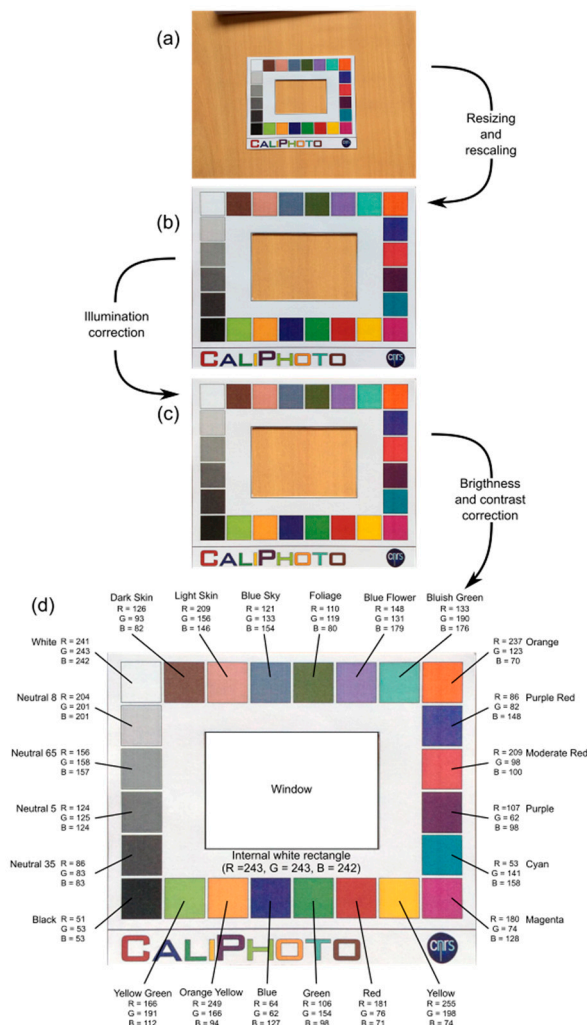 (a)
CALIPHOTO
cnrs
Resizing
and
rescaling
(b)
CALIPHOTO
cnrs
Illumination
correction
(c)
CALIPHOTO
cnrs
Brigthness
and contrast
correction
(d)
Dark Skin
R = 126
G = 93
B = 82
Light Skin
R = 209
G = 156
B = 146
Blue Sky
R = 121
G = 133
B = 154
Foliage
R = 110
G = 119
B = 80
Blue Flower
R = 148
G = 131
B = 179
Bluish Green
R = 133
G = 190
B = 176
White
R = 241
G = 243
B = 242
R = 237
G = 123
B = 70
Orange
Neutral 8
R = 204
G = 201
B = 201
R = 86
G = 82
B = 148
Purple Red
Neutral 65
R = 156
G = 158
B = 157
R = 209
G = 98
B = 100
Moderate Red
Neutral 5
R = 124
G = 125
B = 124
R =107
G = 62
B = 98
Purple
Neutral 35
R = 86
G = 83
B = 83
R = 53
G = 141
B = 158
Cyan
Black
R = 51
G = 53
B = 53
R = 180
G = 74
B = 128
Magenta
Window
Internal white rectangle
(R =243, G = 243, B = 242)
CALIPHOTO
cnrs
Yellow Green
R = 166
G = 191
B = 112
Orange Yellow
R = 249
G = 166
B = 94
Blue
R = 64
G = 62
B = 127
Green
R = 106
G = 154
B = 98
Red
R = 181
G = 76
B = 71
Yellow
R = 255
G = 198
B = 74